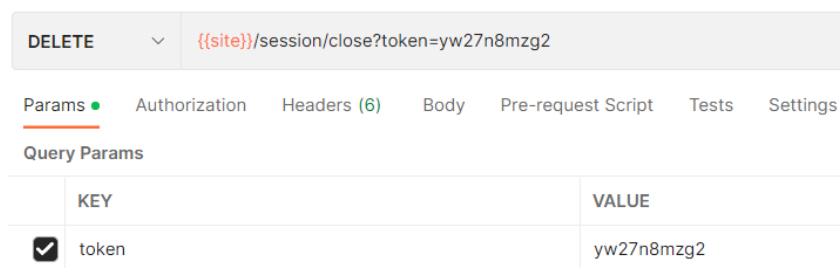 DELETE {{site}}/session/close?token=yw27n8mzg2
Params Authorization Headers (6) Body Pre-request Script Tests Settings
Query Params
KEY VALUE
token yw27n8mzg2